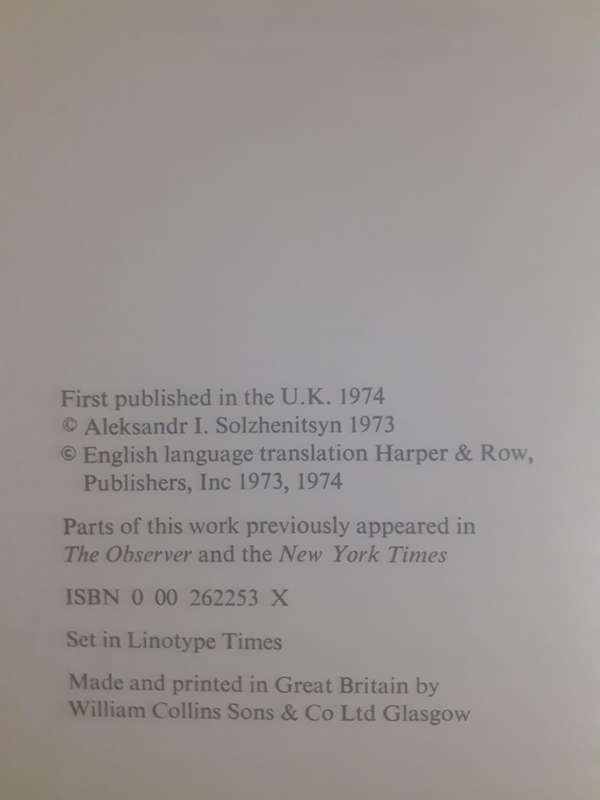 First published in the U.K. 1974
© Aleksandr I. Solzhenitsyn 1973
© English language translation Harper & Row,
Publishers, Inc 1973, 1974
Parts of this work previously appeared in
The Observer and the New York Times
ISBN 0 00 262253 X
Set in Linotype Times
Made and printed in Great Britain by
William Collins Sons & Co Ltd Glasgow